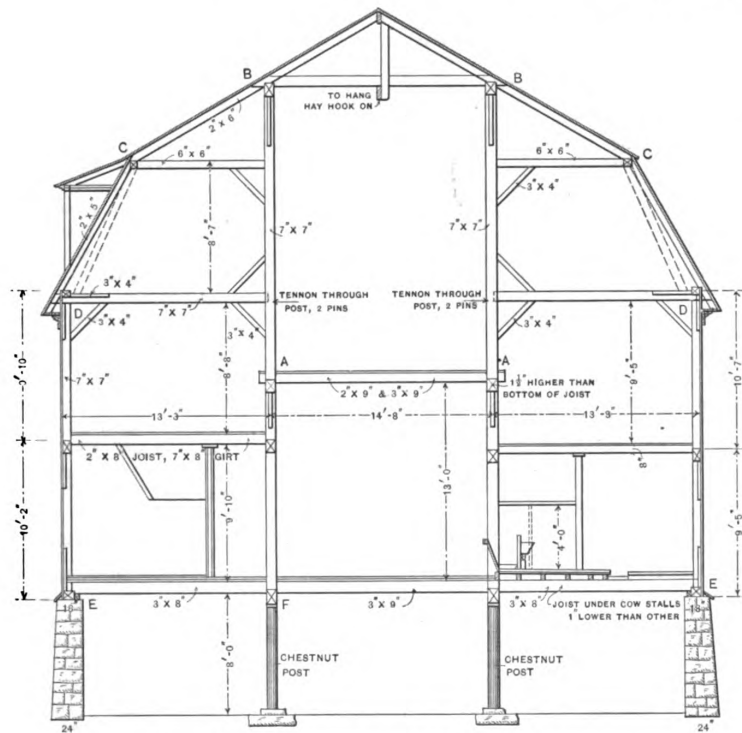 B
B
TO HANG
HAY HOOK ON
2" X 6"
C
C
6" X 6"
6" X 6"
3" X 4"
2" X 5"
8'-7"
7" X 7"
7" X 7"
3" X 4"
7" X 7"
TENNON THROUGH
POST, 2 PINS
TENNON THROUGH
POST, 2 PINS
D
D
3" X 4"
3" X 4"
3" X 4"
-10"
7" X 7"
8'-8"
A
A
2" X 9" & 3" X 9"
1½" HIGHER THAN
BOTTOM OF JOIST
9'-5"
10'-7"
13'-3"
14'-8"
13'-3"
2" X 8" JOIST, 7" X 8" GIRT
8"
10'-2"
9'-10"
13'-0"
4'-0"
9'-5"
18"
E
3" X 8"
F
3" X 9"
3" X 8"
JOIST UNDER COW STALLS
1" LOWER THAN OTHER
E
18"
8'-0"
CHESTNUT
POST
CHESTNUT
POST
24"
24"